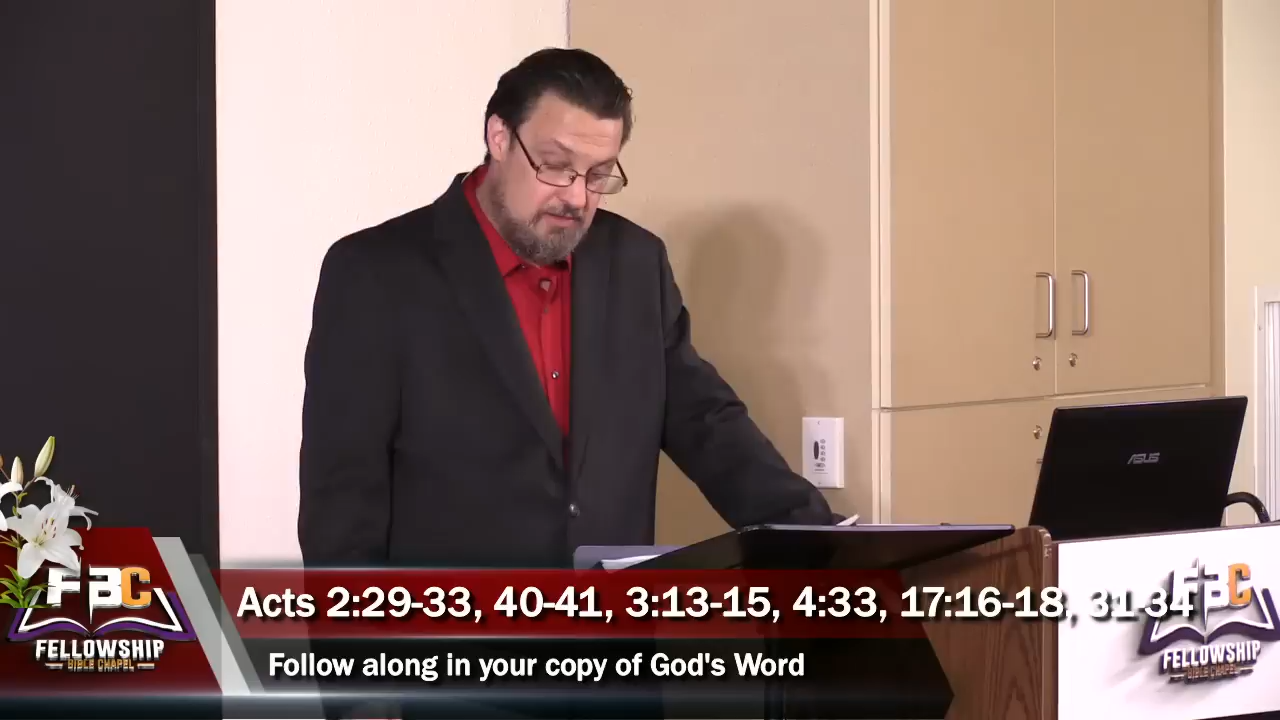 ASUS
Acts 2:29-33, 40-41, 3:13-15, 4:33, 17:16-18, 31-34
Follow along in your copy of God's Word
FBC
FELLOWSHIP
BIBLE CHAPEL
FBC
FELLOWSHIP
BIBLE CHAPEL